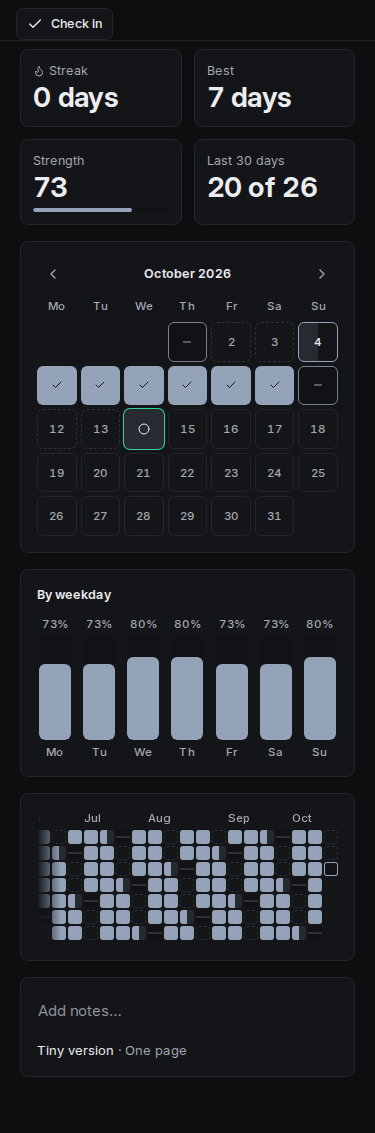 Check in
Streak
0 days
Best
7 days
Strength
73
Last 30 days
20 of 26
October 2026
Mo Tu We Th Fr Sa Su
2 3 4
12 13 15 16 17 18
19 20 21 22 23 24 25
26 27 28 29 30 31
By weekday
73% 73% 80% 80% 73% 73% 80%
Mo Tu We Th Fr Sa Su
Jul Aug Sep Oct
Add notes...
Tiny version · One page